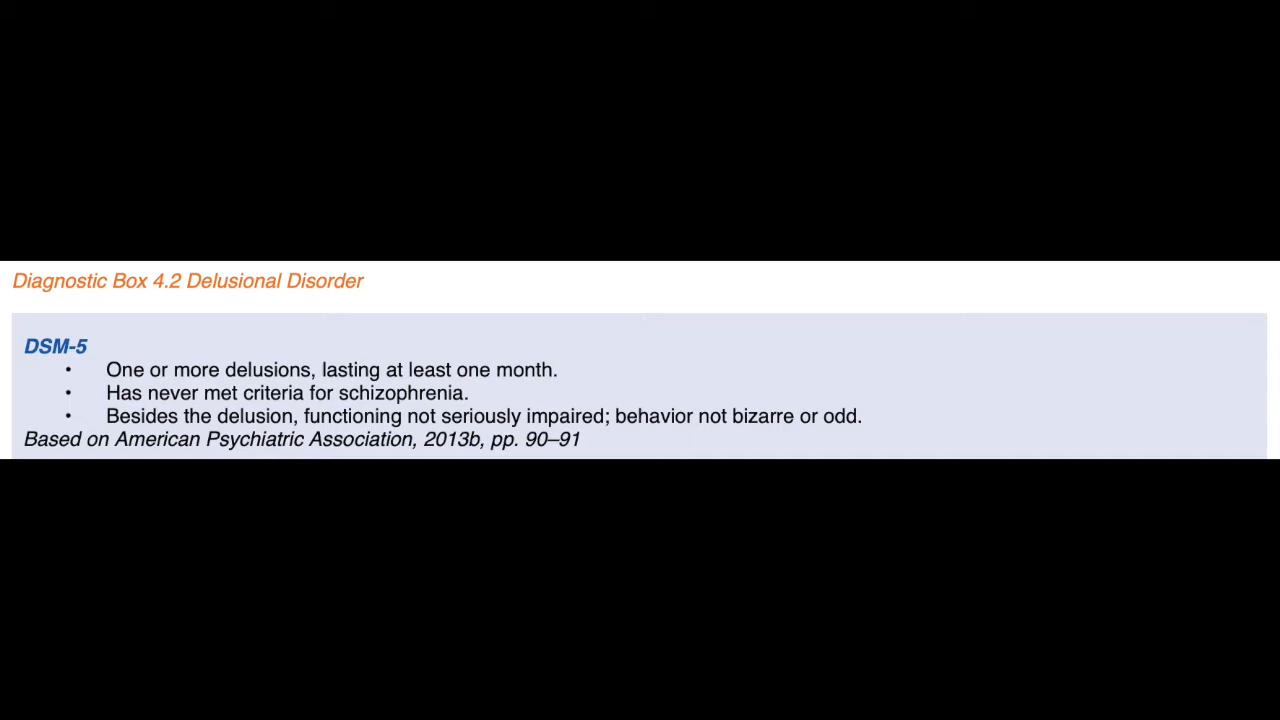 Diagnostic Box 4.2 Delusional Disorder
DSM-5
• One or more delusions, lasting at least one month.
• Has never met criteria for schizophrenia.
• Besides the delusion, functioning not seriously impaired; behavior not bizarre or odd.
Based on American Psychiatric Association, 2013b, pp. 90–91